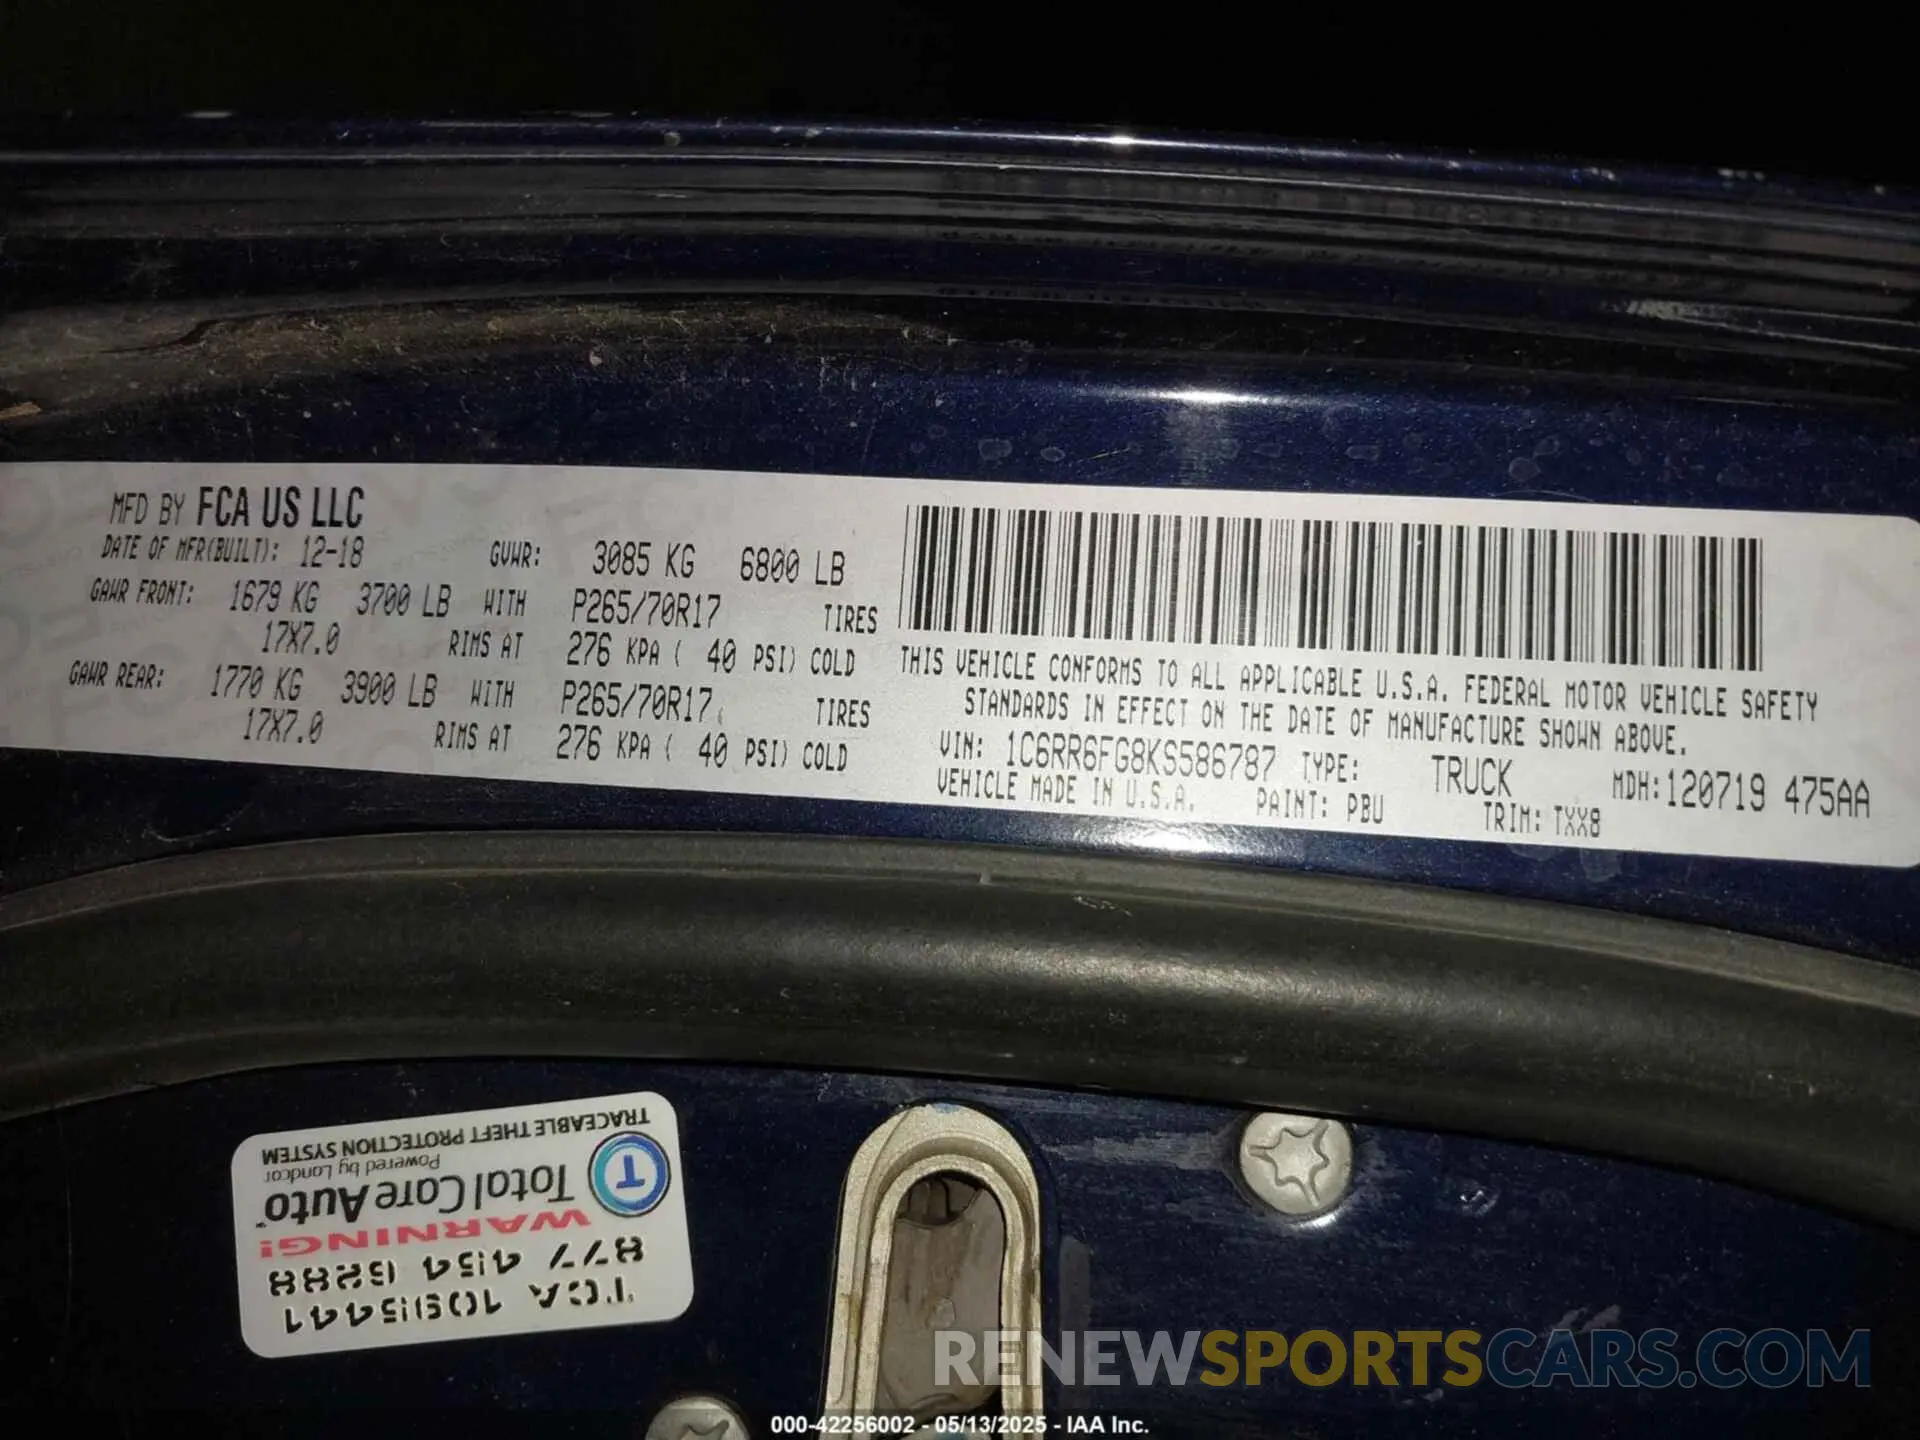 MFD BY FCA US LLC
DATE OF MFR(BUILT): 12-18 GVWR: 3085 KG 6800 LB
GAWR FRONT: 1679 KG 3700 LB WITH P265/70R17 TIRES
17X7.0 RIMS AT 276 KPA ( 40 PSI) COLD
GAWR REAR: 1770 KG 3900 LB WITH P265/70R17 TIRES
17X7.0 RIMS AT 276 KPA ( 40 PSI) COLD
THIS VEHICLE CONFORMS TO ALL APPLICABLE U.S.A. FEDERAL MOTOR VEHICLE SAFETY
STANDARDS IN EFFECT ON THE DATE OF MANUFACTURE SHOWN ABOVE.
VIN: 1C6RR6FG8KS586787 TYPE: TRUCK MDH: 120719 475AA
VEHICLE MADE IN U.S.A. PAINT: PBU TRIM: TXX8
TRACEABLE THEFT PROTECTION SYSTEM
T TotalCareAuto
Powered by Landcar
WARNING!
877 454 6288
TCA 10915441
RENEWSPORTSCARS.COM
000-42256002 - 05/13/2025 - IAA Inc.